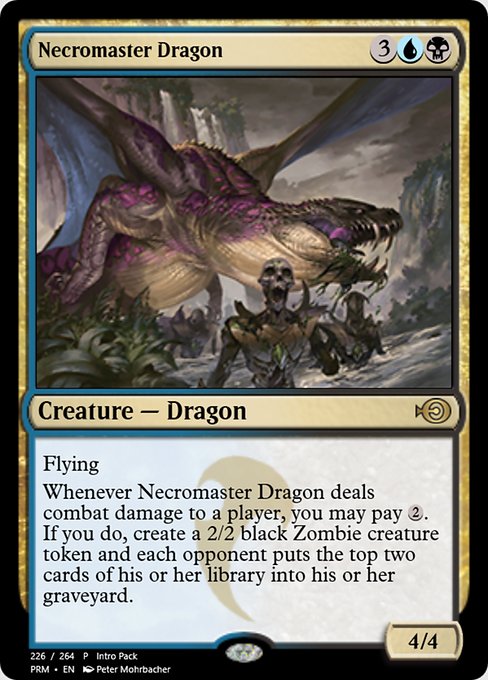 Necromaster Dragon 3
Creature — Dragon
Flying
Whenever Necromaster Dragon deals
combat damage to a player, you may pay 2.
If you do, create a 2/2 black Zombie creature
token and each opponent puts the top two
cards of his or her library into his or her
graveyard.
4/4
226 / 264 P Intro Pack
PRM • EN Peter Mohrbacher